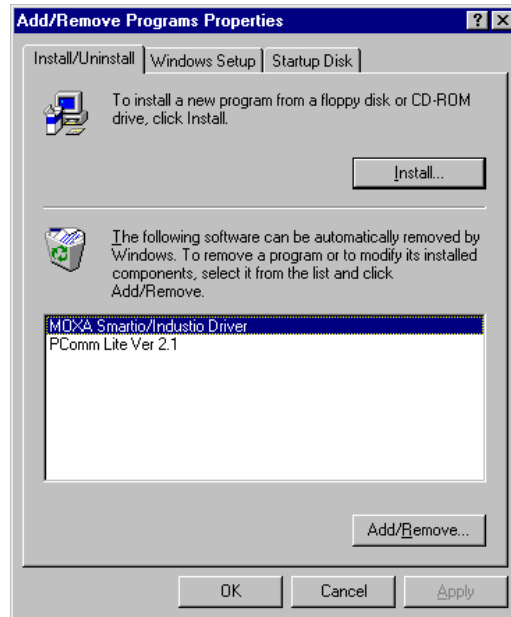 Add/Remove Programs Properties
Install/Uninstall
Windows Setup
Startup Disk
To install a new program from a floppy disk or CD-ROM
drive, click Install.
Install...
The following software can be automatically removed by
Windows. To remove a program or to modify its installed
components, select it from the list and click
Add/Remove.
MOXA Smartio/Industio Driver
PComm Lite Ver 2.1
Add/Remove...
OK
Cancel
Apply